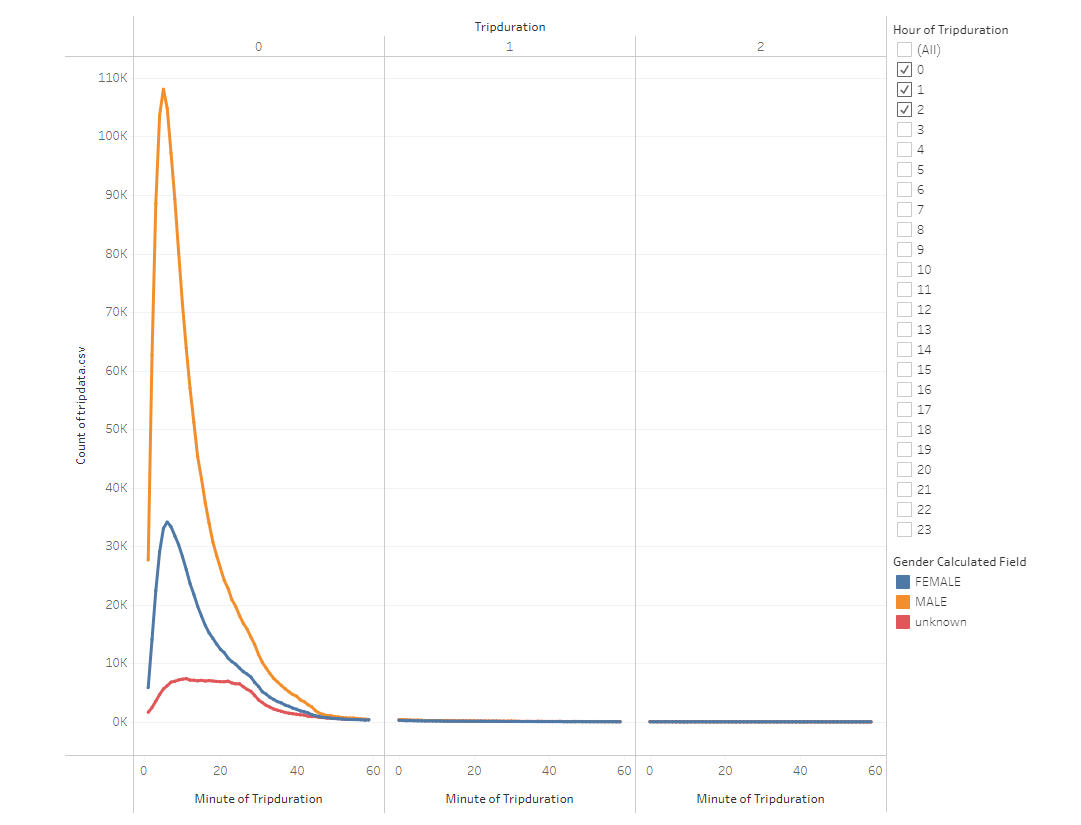 Tripduration
0 1 2
110K
100K
90K
80K
70K
60K
50K
40K
30K
20K
10K
0K
Count of tripdata.csv
0 20 40 60 0 20 40 60 0 20 40 60
Minute of Tripduration Minute of Tripduration Minute of Tripduration
Hour of Tripduration
(All)
0
1
2
3
4
5
6
7
8
9
10
11
12
13
14
15
16
17
18
19
20
21
22
23
Gender Calculated Field
FEMALE
MALE
unknown